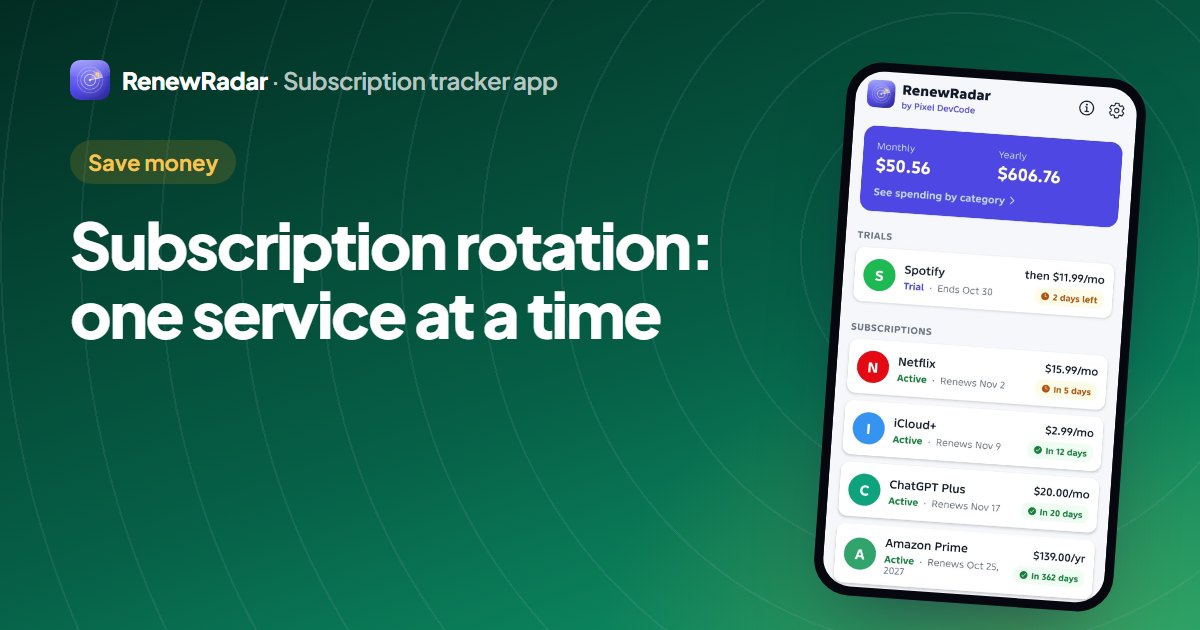 RenewRadar · Subscription tracker app
Save money
Subscription rotation:
one service at a time
RenewRadar
by Pixel DevCode
Monthly
$50.56
Yearly
$606.76
See spending by category >
TRIALS
S
Spotify
Trial · Ends Oct 30
then $11.99/mo
2 days left
SUBSCRIPTIONS
N
Netflix
Active · Renews Nov 2
$15.99/mo
In 5 days
I
iCloud+
Active · Renews Nov 9
$2.99/mo
In 12 days
C
ChatGPT Plus
Active · Renews Nov 17
$20.00/mo
In 20 days
A
Amazon Prime
Active · Renews Oct 25,
2027
$139.00/yr
In 362 days